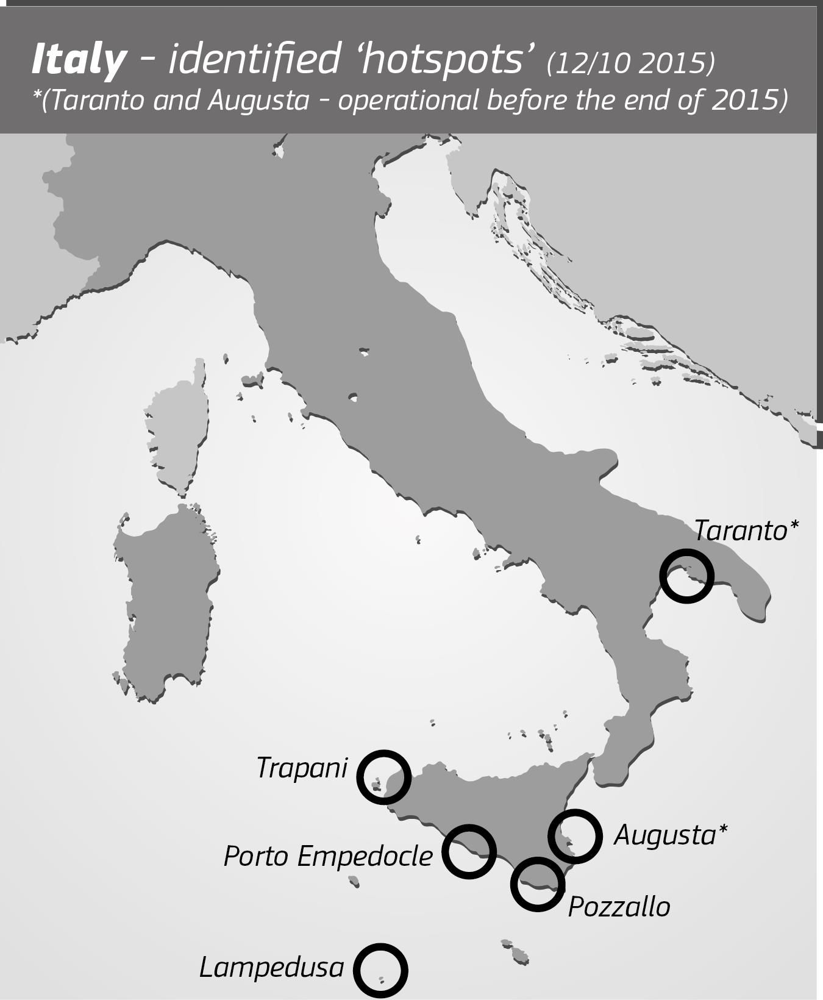 Italy - identified ‘hotspots’ (12/10 2015)
*(Taranto and Augusta - operational before the end of 2015)
Taranto*
Trapani
Augusta*
Porto Empedocle
Pozzallo
Lampedusa